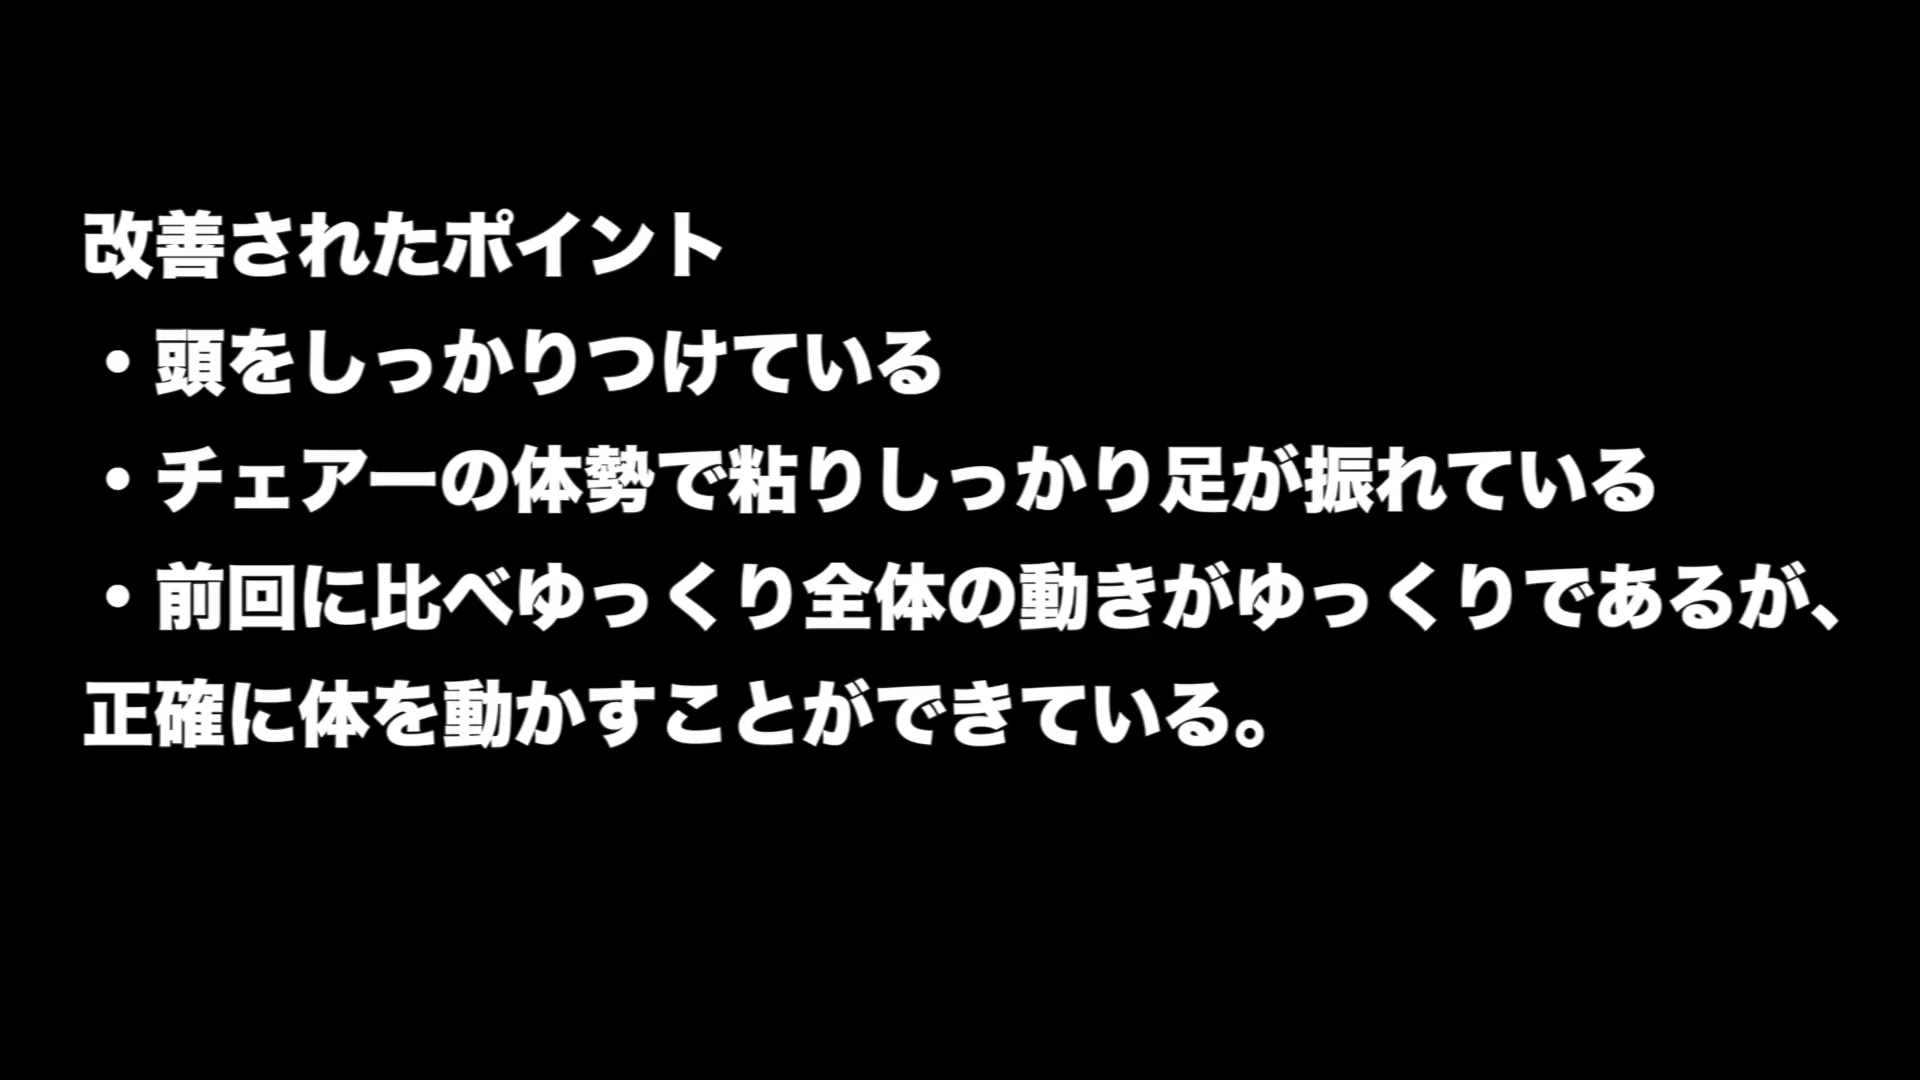 改善されたポイント
・頭をしっかりつけている
・チェアーの体勢で粘りしっかり足が振れている
・前回に比べゆっくり全体の動きがゆっくりであるが、
正確に体を動かすことができている。